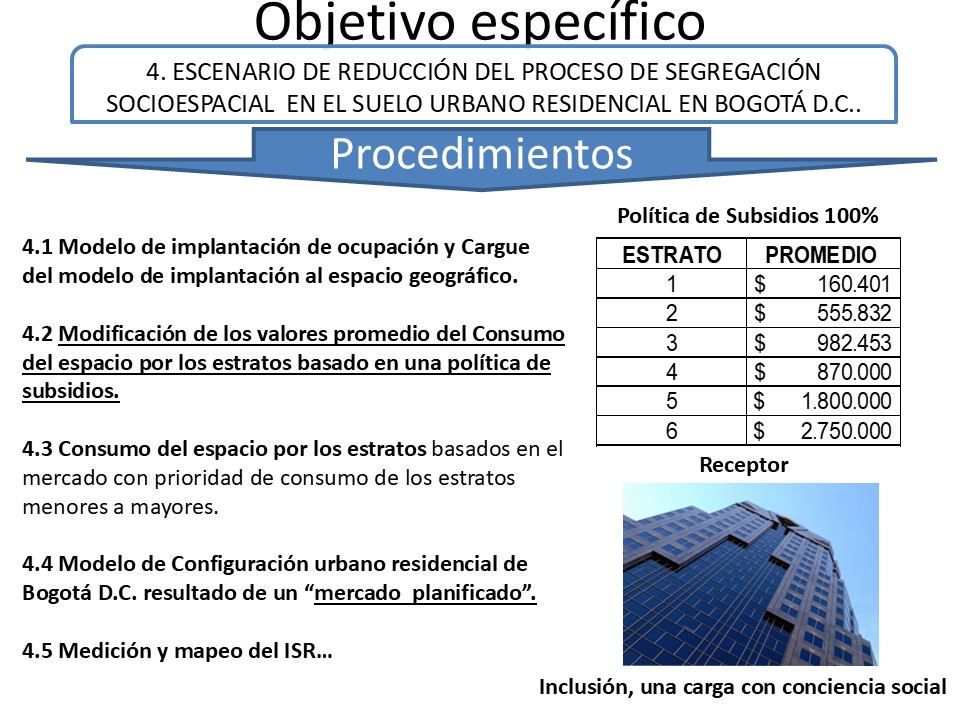 Objetivo específico
4. ESCENARIO DE REDUCCIÓN DEL PROCESO DE SEGREGACIÓN
SOCIOESPACIAL  EN EL SUELO URBANO RESIDENCIAL EN BOGOTÁ D.C..
Procedimientos
4.1 Modelo de implantación de ocupación y Cargue
del modelo de implantación al espacio geográfico.
4.2 Modificación de los valores promedio del Consumo
del espacio por los estratos basado en una política de
subsidios.
4.3 Consumo del espacio por los estratos basados en el
mercado con prioridad de consumo de los estratos
menores a mayores.
4.4 Modelo de Configuración urbano residencial de
Bogotá D.C. resultado de un “mercado  planificado”.
4.5 Medición y mapeo del ISR…
Política de Subsidios 100%
ESTRATO PROMEDIO
1 $ 160.401
2 $ 555.832
3 $ 982.453
4 $ 870.000
5 $ 1.800.000
6 $ 2.750.000
Receptor
Inclusión, una carga con conciencia social